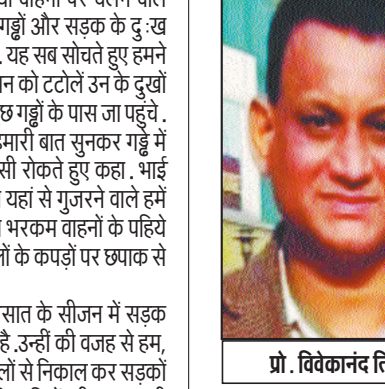 वाहनों पर चलने वाले
गड्ढों और सड़क के दुःख
. यह सब सोचते हुए हमने
न को टटोलें उन के दुखों
छ गड्ढों के पास जा पहुंचे .
मारी बात सुनकर गड्ढे में
सी रोकते हुए कहा . भाई
यहां से गुजरने वाले हमें
भरकम वाहनों के पहिये
ों के कपड़ों पर छपाक से
सात के सीजन में सड़क
है .उन्हीं की वजह से हम,
लों से निकाल कर सड़कों
प्रो . विवेकानंद ति